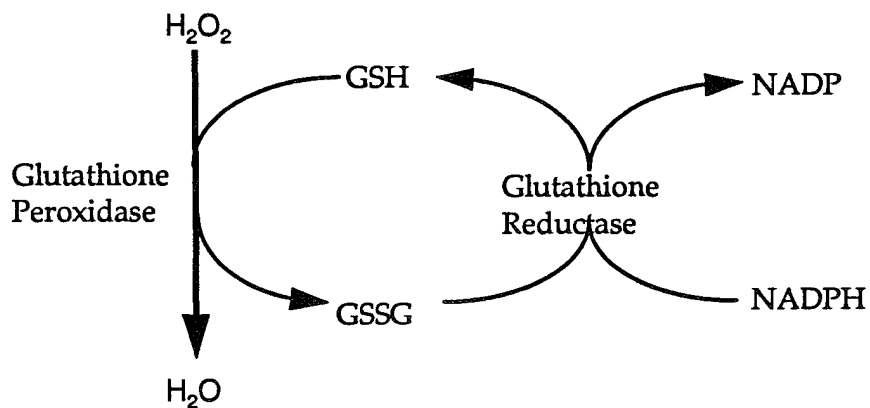 H₂O₂
GSH
NADP
Glutathione
Peroxidase
Glutathione
Reductase
GSSG
NADPH
H₂O